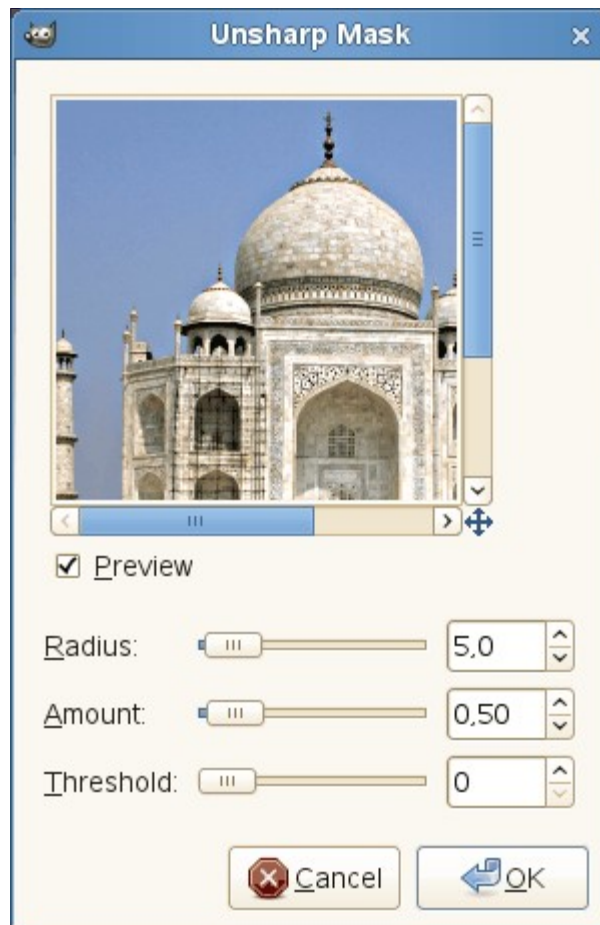 Unsharp Mask
Preview
Radius: 5,0
Amount: 0,50
Threshold: 0
Cancel OK